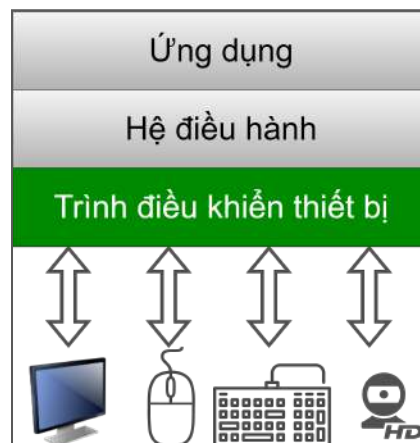 Ứng dụng
Hệ điều hành
Trình điều khiển thiết bị
HD